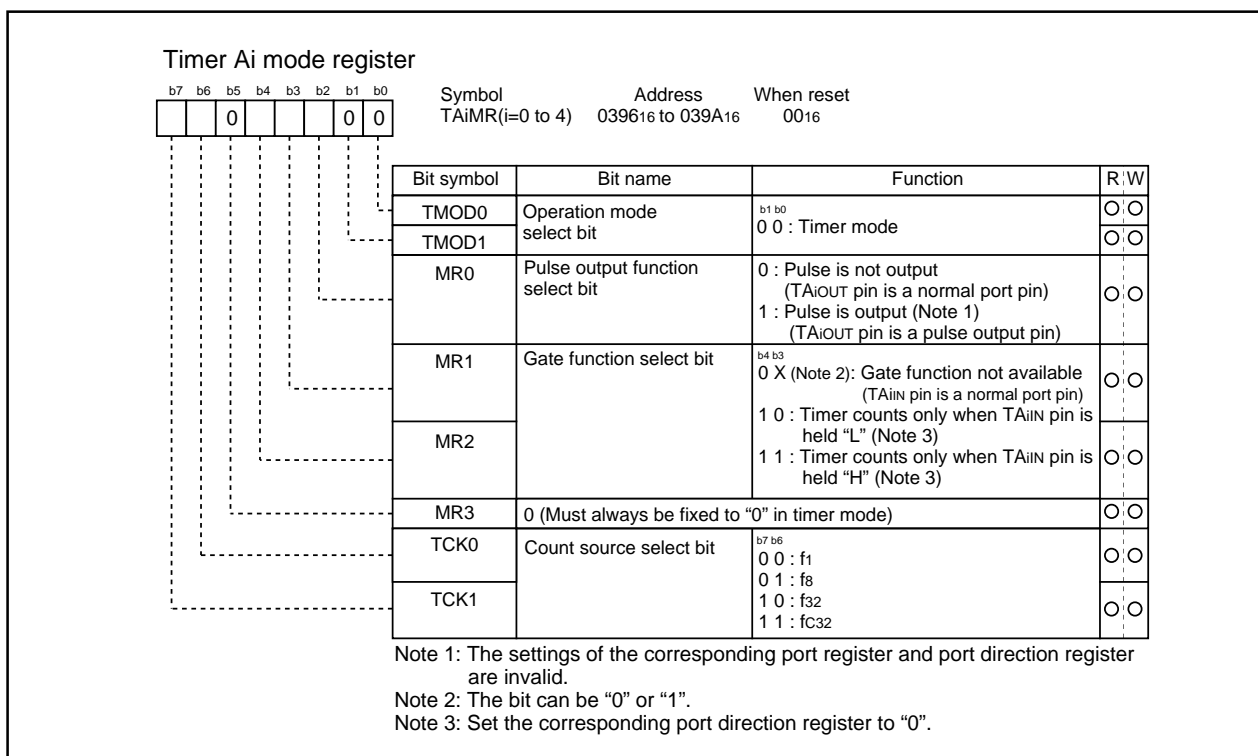 Timer Ai mode register
b7 b6 b5 b4 b3 b2 b1 b0
0 0 0
Symbol Address When reset
TAiMR(i=0 to 4) 039616 to 039A16 0016
Bit symbol Bit name Function R W
TMOD0 Operation mode select bit
TMOD1
b1 b0
0 0 : Timer mode
MR0 Pulse output function select bit
0 : Pulse is not output
(TAiOUT pin is a normal port pin)
1 : Pulse is output (Note 1)
(TAiOUT pin is a pulse output pin)
MR1 Gate function select bit
MR2
b4 b3
0 X (Note 2): Gate function not available
(TAiIN pin is a normal port pin)
1 0 : Timer counts only when TAiIN pin is
held “L” (Note 3)
1 1 : Timer counts only when TAiIN pin is
held “H” (Note 3)
MR3 0 (Must always be fixed to “0” in timer mode)
TCK0 Count source select bit
TCK1
b7 b6
0 0 : f1
0 1 : f8
1 0 : f32
1 1 : fC32
Note 1: The settings of the corresponding port register and port direction register
are invalid.
Note 2: The bit can be “0” or “1”.
Note 3: Set the corresponding port direction register to “0”.